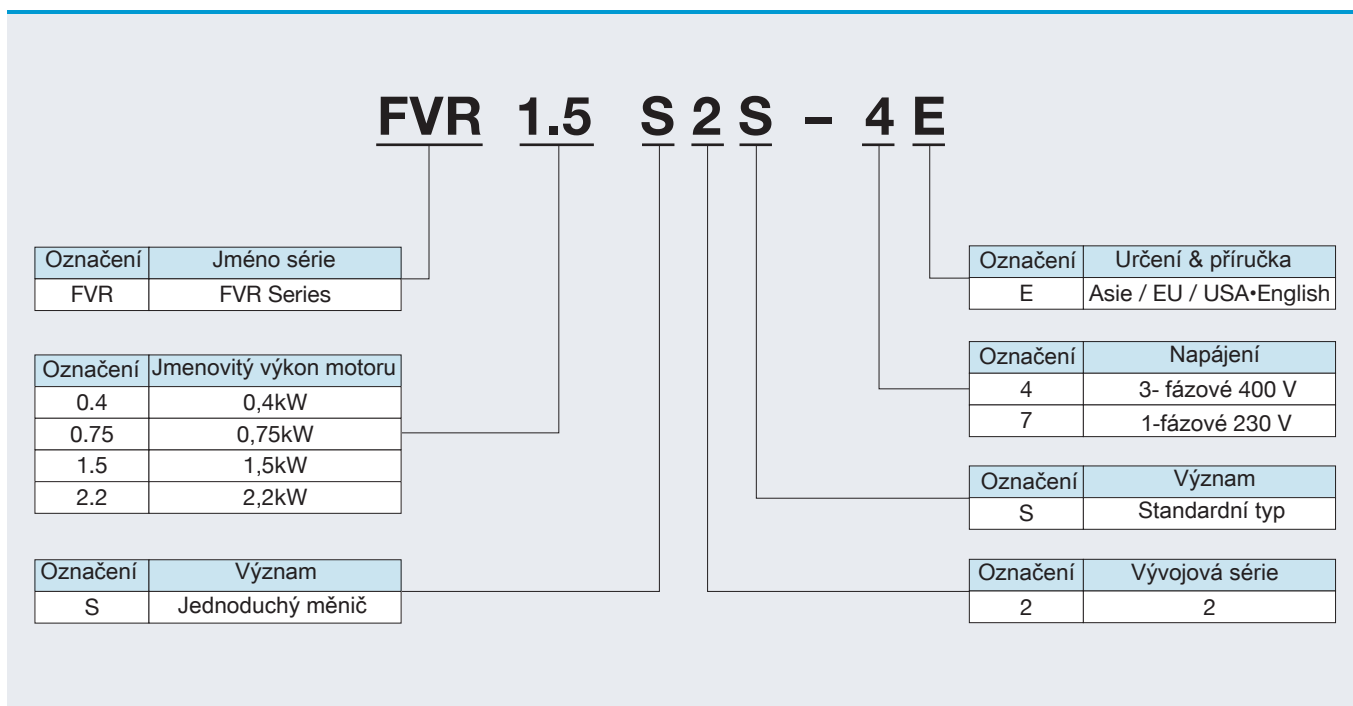 FVR 1.5 S 2 S – 4 E
Označení Jméno série
FVR FVR Series
Označení Jmenovitý výkon motoru
0.4 0,4kW
0.75 0,75kW
1.5 1,5kW
2.2 2,2kW
Označení Význam
S Jednoduchý měnič
Označení Určení & příručka
E Asie / EU / USA•English
Označení Napájení
4 3- fázové 400 V
7 1-fázové 230 V
Označení Význam
S Standardní typ
Označení Vývojová série
2 2